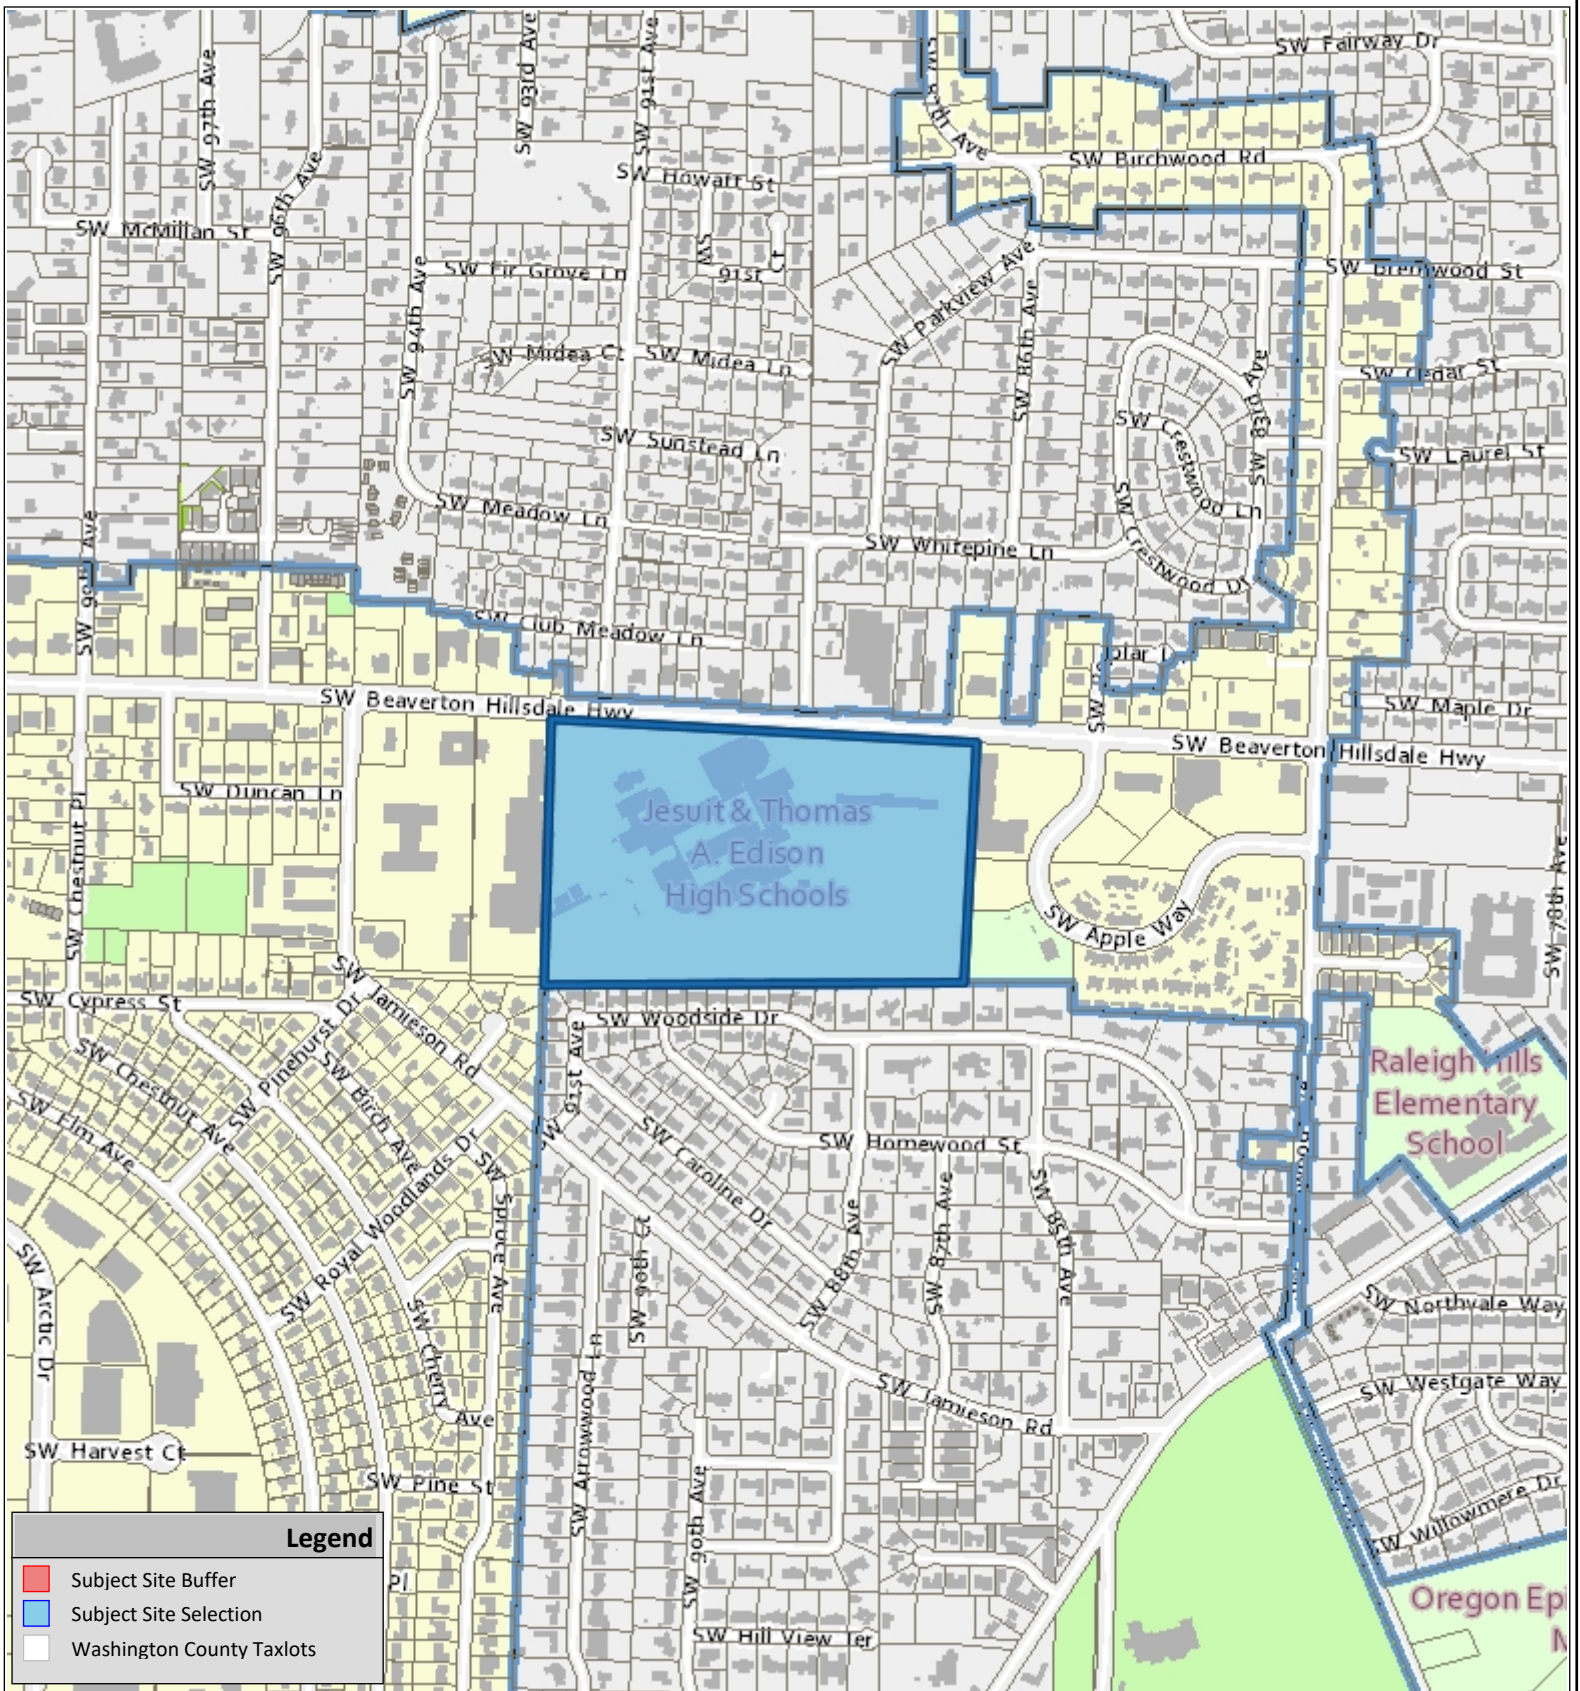 SW Fairway Dr
SW 93rd Ave
SW 91st Ave
SW 97th Ave
SW 96th Ave
SW Birchwood Rd
SW Howatt St
SW McMillan St
SW Fir Grove Ln
SW 94th Ave
SW
91st Ct
SW Parkview Ave
SW 86th Ave
SW Brentwood St
SW Midea Ct
SW Midea Ln
SW Cedar St
SW 83rd Ave
SW Crestwood Ln
SW Sunstead Ln
SW Laurel St
SW Meadow Ln
SW Whitepine Ln
SW Crestwood Dr
SW Club Meadow Ln
SW Beaverton Hillsdale Hwy
SW Maple Dr
SW Beaverton Hillsdale Hwy
SW Duncan Ln
SW Chestnut Pl
Jesuit & Thomas
A. Edison
High Schools
SW Apple Way
SW 78th Ave
SW Cypress St
SW Jamieson Rd
SW Pinehurst Dr
SW Woodside Dr
SW 91st Ave
SW Chestnut Ave
SW Birch Ave
SW Elm Ave
SW Royal Woodlands Dr
SW Spruce Ave
SW Caroline Dr
SW Homewood St
Raleigh Hills
Elementary
School
SW 88th Ave
SW 87th Ave
SW 86th Ave
SW 90th Ct
SW Arctic Dr
SW Cherry Ave
SW Northvale Way
SW Westgate Way
SW Jamieson Rd
SW Arrowwood Ln
SW Harvest Ct
SW Pine St
SW 90th Ave
SW Willowmere Dr
SW Hill View Ter
Oregon Epi
M
Pl
Legend
Subject Site Buffer
Subject Site Selection
Washington County Taxlots